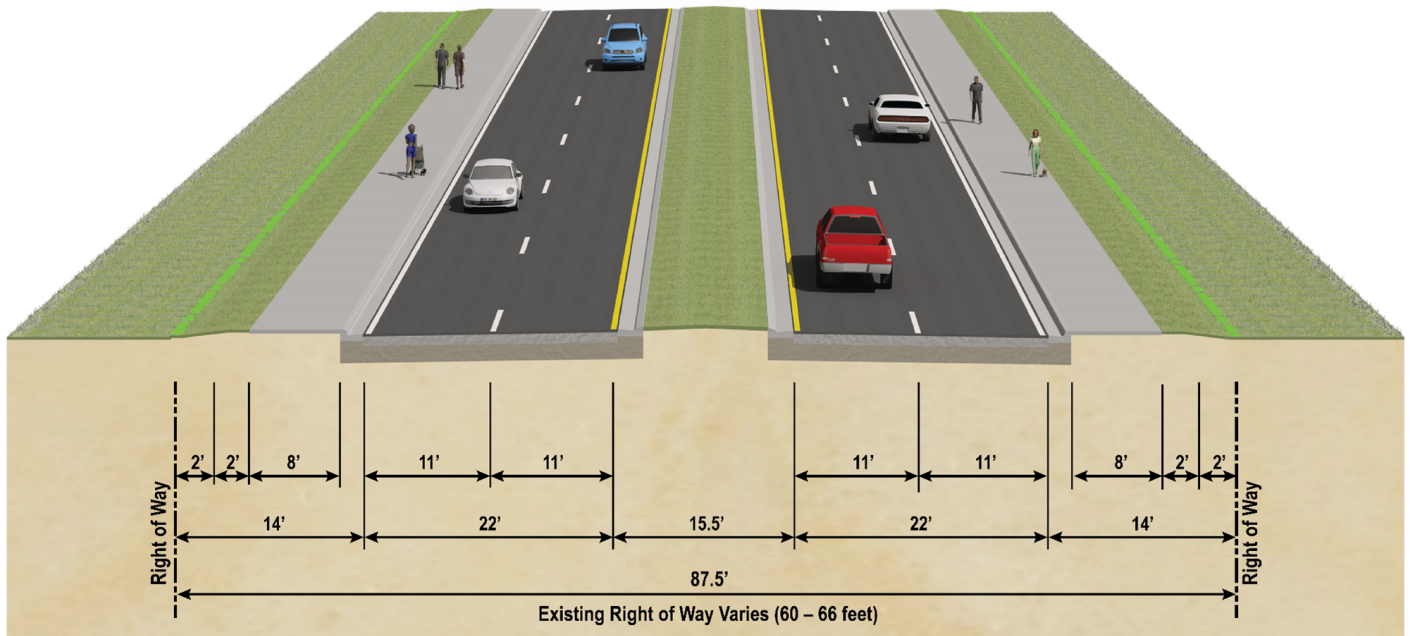 2’ 2’ 8’ 11’ 11’ 11’ 11’ 8’ 2’ 2’
Right of Way
14’ 22’ 15.5’ 22’ 14’
Right of Way
87.5’
Existing Right of Way Varies (60 – 66 feet)